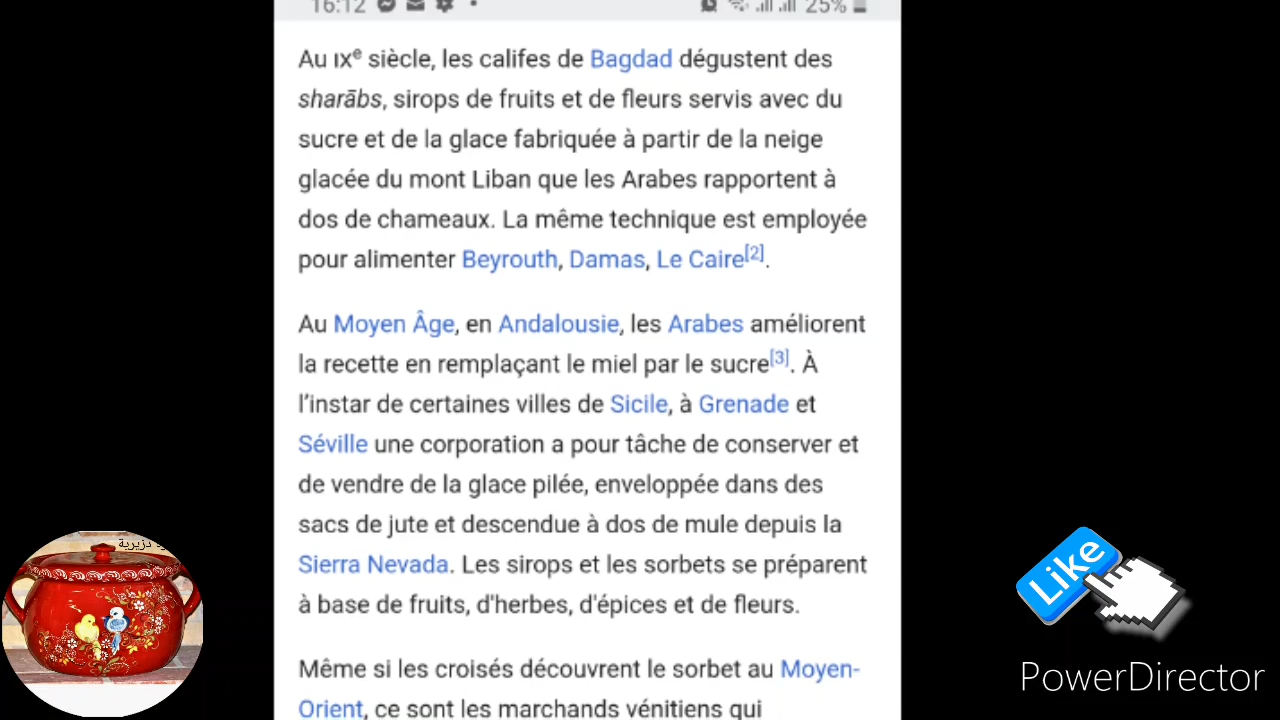 16:12
25%
Au IXe siècle, les califes de Bagdad dégustent des
sharābs, sirops de fruits et de fleurs servis avec du
sucre et de la glace fabriquée à partir de la neige
glacée du mont Liban que les Arabes rapportent à
dos de chameaux. La même technique est employée
pour alimenter Beyrouth, Damas, Le Caire[2].
Au Moyen Âge, en Andalousie, les Arabes améliorent
la recette en remplaçant le miel par le sucre[3]. À
l'instar de certaines villes de Sicile, à Grenade et
Séville une corporation a pour tâche de conserver et
de vendre de la glace pilée, enveloppée dans des
sacs de jute et descendue à dos de mule depuis la
Sierra Nevada. Les sirops et les sorbets se préparent
à base de fruits, d'herbes, d'épices et de fleurs.
Même si les croisés découvrent le sorbet au Moyen-
Orient, ce sont les marchands vénitiens qui
دزيرية
Like
PowerDirector